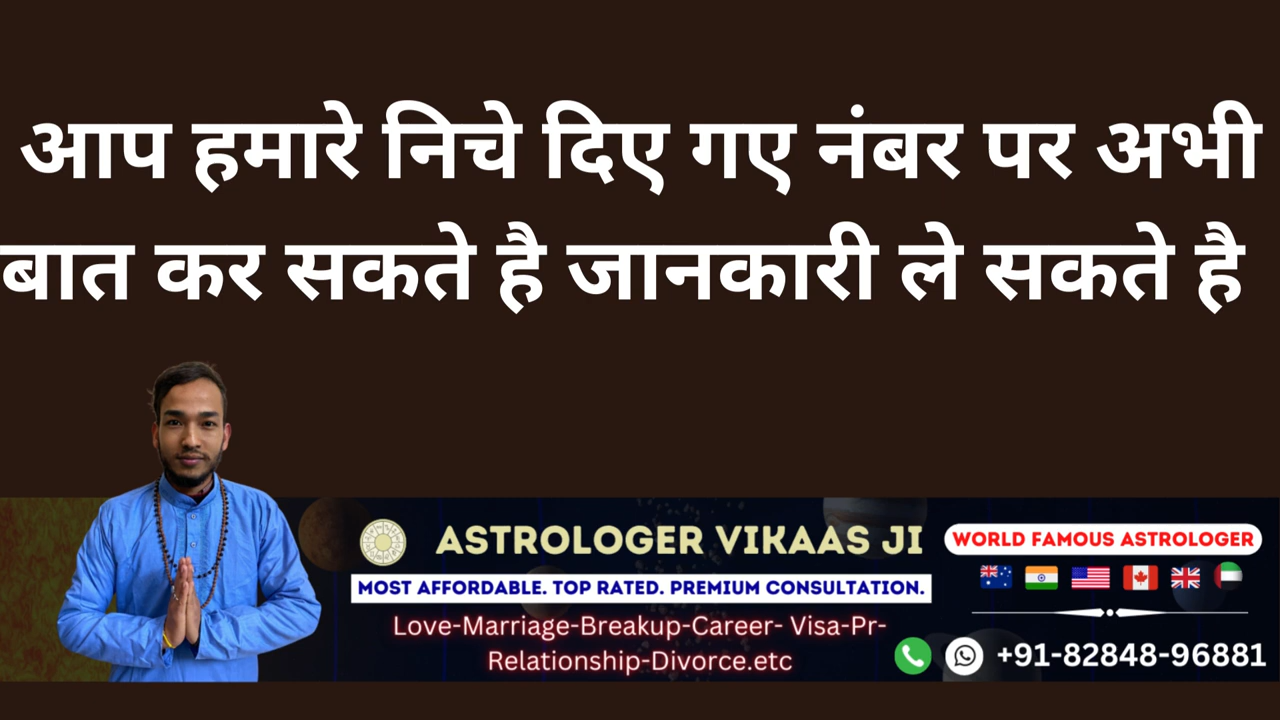 आप हमारे निचे दिए गए नंबर पर अभी
बात कर सकते है जानकारी ले सकते है
ASTROLOGER VIKAAS JI
MOST AFFORDABLE. TOP RATED. PREMIUM CONSULTATION.
Love-Marriage-Breakup-Career- Visa-Pr-
Relationship-Divorce.etc
WORLD FAMOUS ASTROLOGER
+91-82848-96881